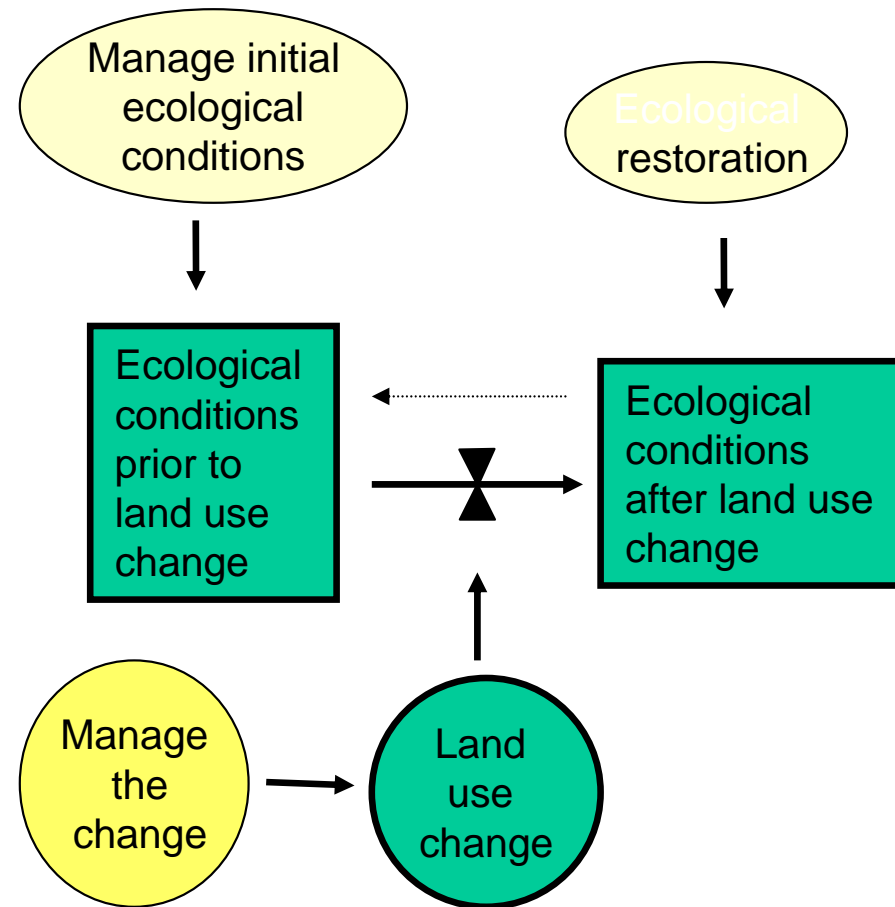 Manage initial
ecological
conditions
Ecological
restoration
Ecological
conditions
prior to
land use
change
Ecological
conditions
after land use
change
Manage
the
change
Land
use
change